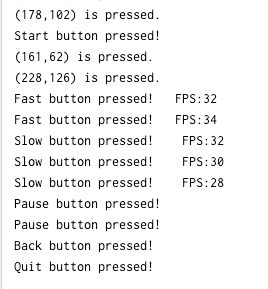 (178,102) is pressed.
Start button pressed!
(161,62) is pressed.
(228,126) is pressed.
Fast button pressed!   FPS:32
Fast button pressed!   FPS:34
Slow button pressed!    FPS:32
Slow button pressed!    FPS:30
Slow button pressed!    FPS:28
Pause button pressed!
Pause button pressed!
Back button pressed!
Quit button pressed!